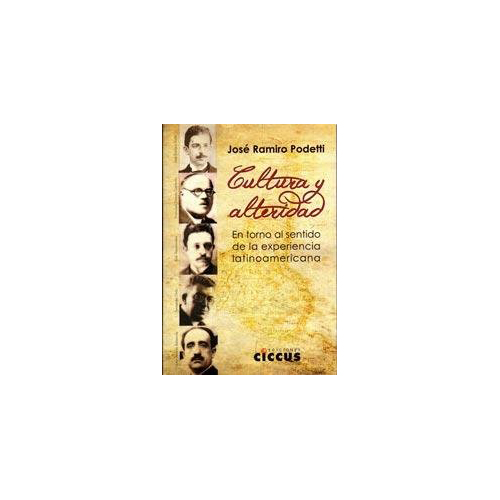 José Ramiro Podetti
Cultura y
alteridad
En torno al sentido
de la experiencia
latinoamericana
EDICIONES
CICCUS